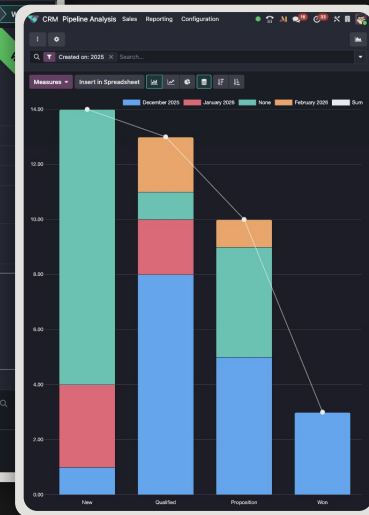 CRM Pipeline Analysis Sales Reporting Configuration
Created on: 2025 × Search...
Measures Insert in Spreadsheet
December 2025 January 2026 None February 2026 Sum
14.00
12.00
10.00
8.00
6.00
4.00
2.00
0.00
New Qualified Proposition Won